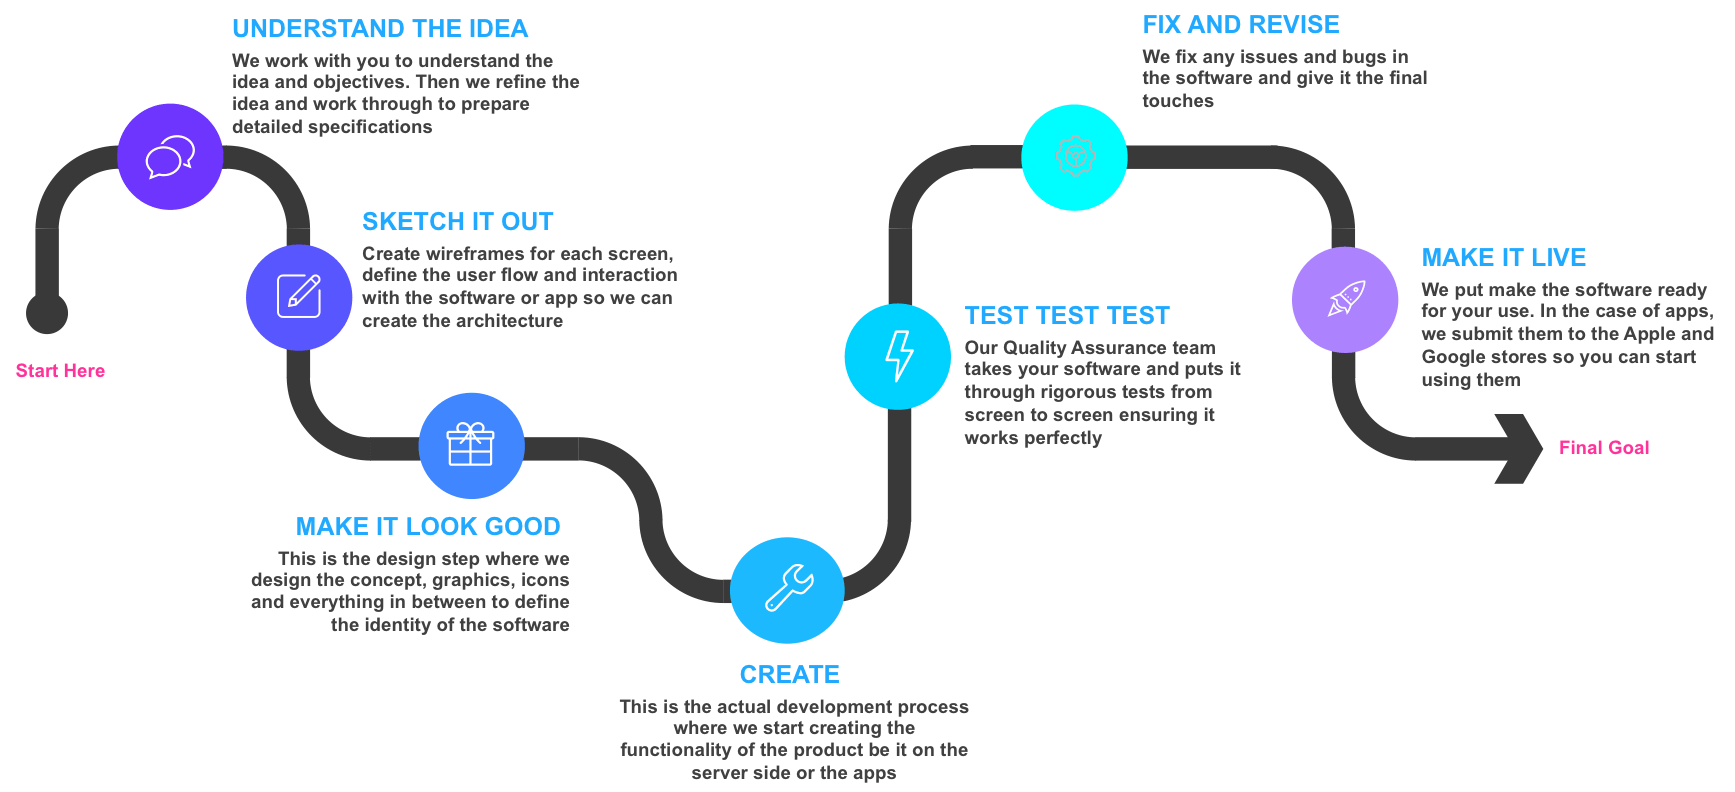 Start Here
UNDERSTAND THE IDEA
We work with you to understand the
idea and objectives. Then we refine the
idea and work through to prepare
detailed specifications
SKETCH IT OUT
Create wireframes for each screen,
define the user flow and interaction
with the software or app so we can
create the architecture
MAKE IT LOOK GOOD
This is the design step where we
design the concept, graphics, icons
and everything in between to define
the identity of the software
CREATE
This is the actual development process
where we start creating the
functionality of the product be it on the
server side or the apps
TEST TEST TEST
Our Quality Assurance team
takes your software and puts it
through rigorous tests from
screen to screen ensuring it
works perfectly
FIX AND REVISE
We fix any issues and bugs in
the software and give it the final
touches
MAKE IT LIVE
We put make the software ready
for your use. In the case of apps,
we submit them to the Apple and
Google stores so you can start
using them
Final Goal